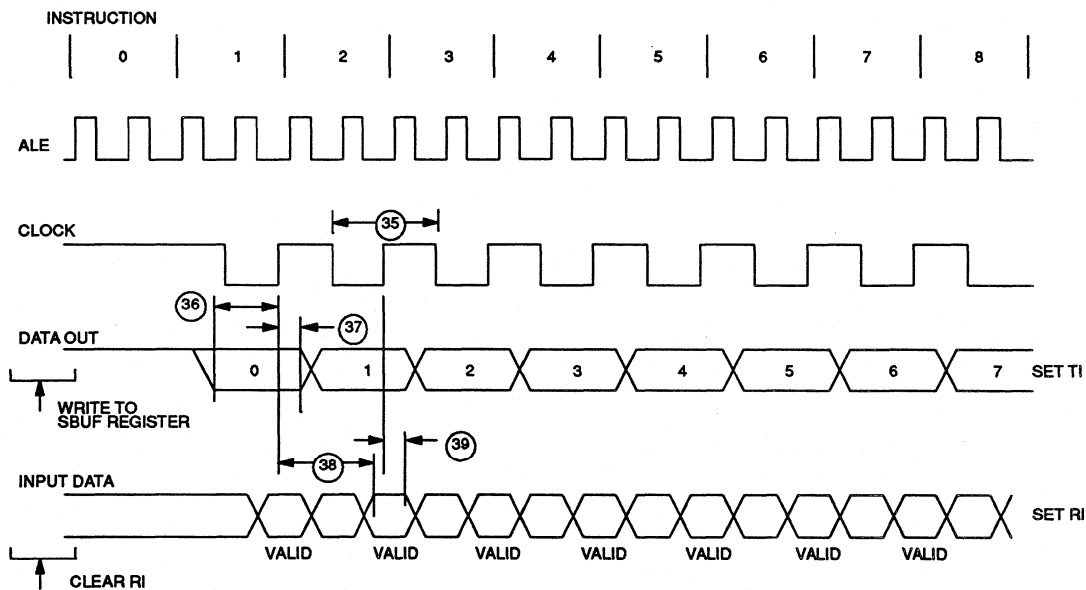 INSTRUCTION
0 1 2 3 4 5 6 7 8
ALE
35
CLOCK
36
37
DATA OUT
0 1 2 3 4 5 6 7 SET TI
WRITE TO
SBUF REGISTER
39
38
INPUT DATA
SET RI
VALID VALID VALID VALID VALID VALID VALID
CLEAR RI